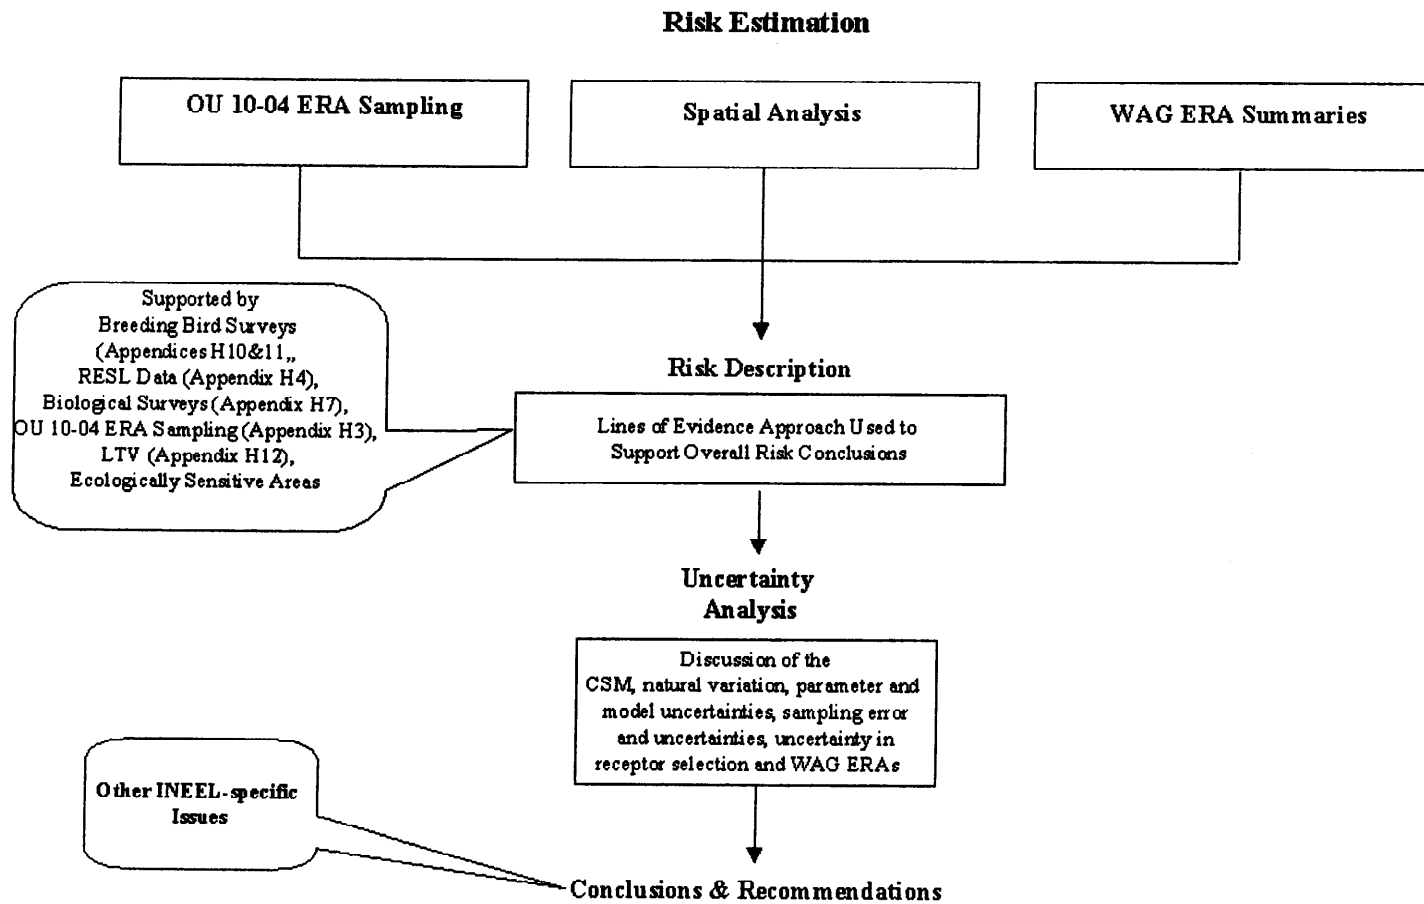 Risk Estimation
OU 10-04 ERA Sampling
Spatial Analysis
WAG ERA Summaries
Supported by
Breeding Bird Surveys
(Appendices H10&11,,
RESL Data (Appendix H4),
Biological Surveys (Appendix H7),
OU 10-04 ERA Sampling (Appendix H3),
LTV (Appendix H12),
Ecologically Sensitive Areas
Risk Description
Lines of Evidence Approach Used to
Support Overall Risk Conclusions
Uncertainty
Analysis
Discussion of the
CSM, natural variation, parameter and
model uncertainties, sampling error
and uncertainties, uncertainty in
receptor selection and WAG ERAs
Other INEEL-specific
Issues
Conclusions & Recommendations